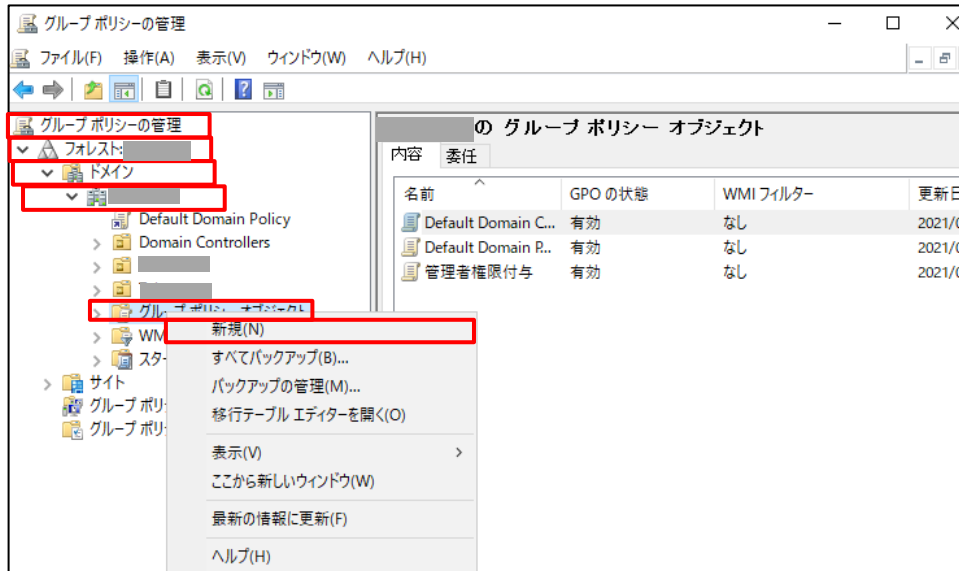 グループ ポリシーの管理
ファイル(F) 操作(A) 表示(V) ウィンドウ(W) ヘルプ(H)
グループ ポリシーの管理
フォレスト:
ドメイン
Default Domain Policy
Domain Controllers
グループ ポリシー オブジェクト
WM
スター
サイト
グループ ポリ
グループ ポリ
の グループ ポリシー オブジェクト
内容 委任
名前 GPO の状態 WMI フィルター 更新日
Default Domain C... 有効 なし 2021/0
Default Domain P... 有効 なし 2021/0
管理者権限付与 有効 なし 2021/0
新規(N)
すべてバックアップ(B)...
バックアップの管理(M)...
移行テーブル エディターを開く(O)
表示(V)
ここから新しいウィンドウ(W)
最新の情報に更新(F)
ヘルプ(H)